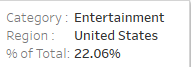 Category : Entertainment
Region : United States
% of Total: 22.06%